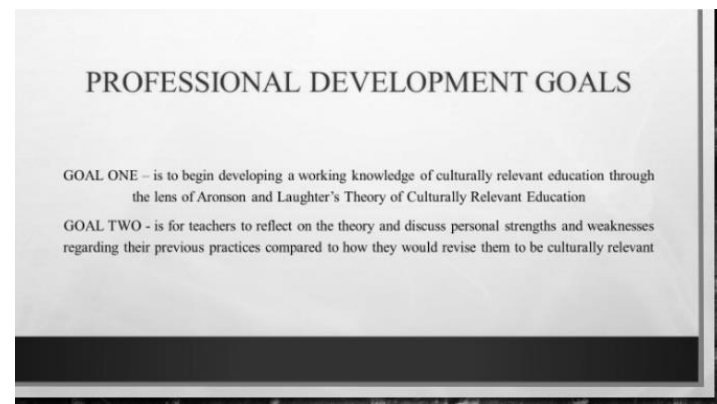 PROFESSIONAL DEVELOPMENT GOALS
GOAL ONE – is to begin developing a working knowledge of culturally relevant education through
the lens of Aronson and Laughter's Theory of Culturally Relevant Education
GOAL TWO - is for teachers to reflect on the theory and discuss personal strengths and weaknesses
regarding their previous practices compared to how they would revise them to be culturally relevant